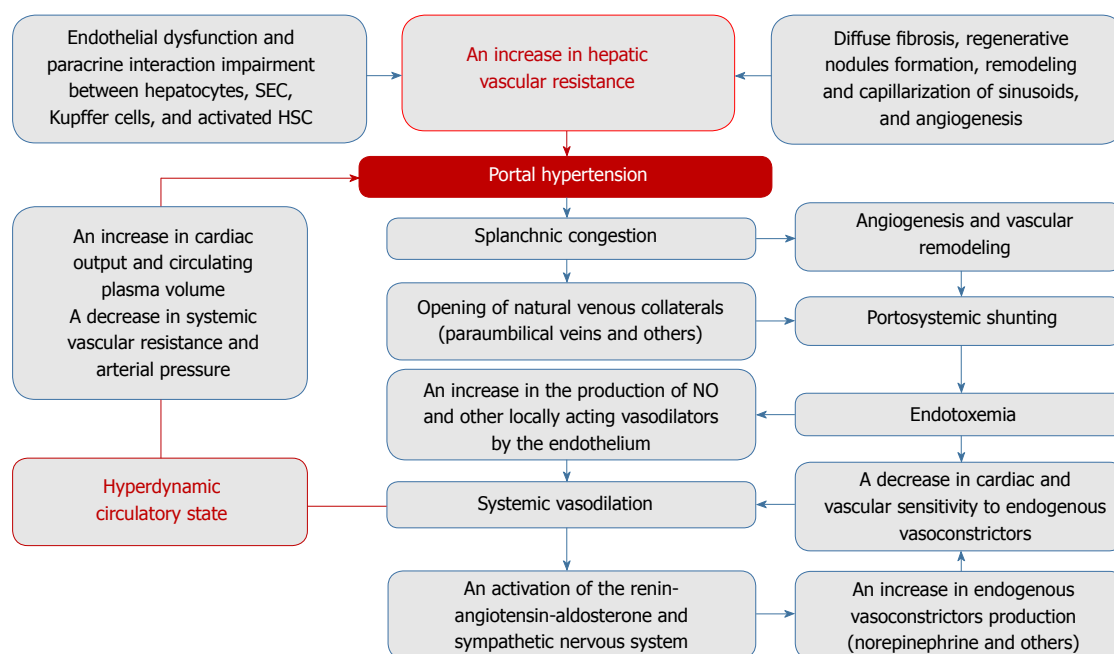 Endothelial dysfunction and
paracrine interaction impairment
between hepatocytes, SEC,
Kupffer cells, and activated HSC
An increase in hepatic
vascular resistance
Diffuse fibrosis, regenerative
nodules formation, remodeling
and capillarization of sinusoids,
and angiogenesis
Portal hypertension
An increase in cardiac
output and circulating
plasma volume
A decrease in systemic
vascular resistance and
arterial pressure
Splanchnic congestion
Angiogenesis and vascular
remodeling
Opening of natural venous collaterals
(paraumbilical veins and others)
Portosystemic shunting
An increase in the production of NO
and other locally acting vasodilators
by the endothelium
Endotoxemia
Hyperdynamic
circulatory state
Systemic vasodilation
A decrease in cardiac and
vascular sensitivity to endogenous
vasoconstrictors
An activation of the renin-
angiotensin-aldosterone and
sympathetic nervous system
An increase in endogenous
vasoconstrictors production
(norepinephrine and others)